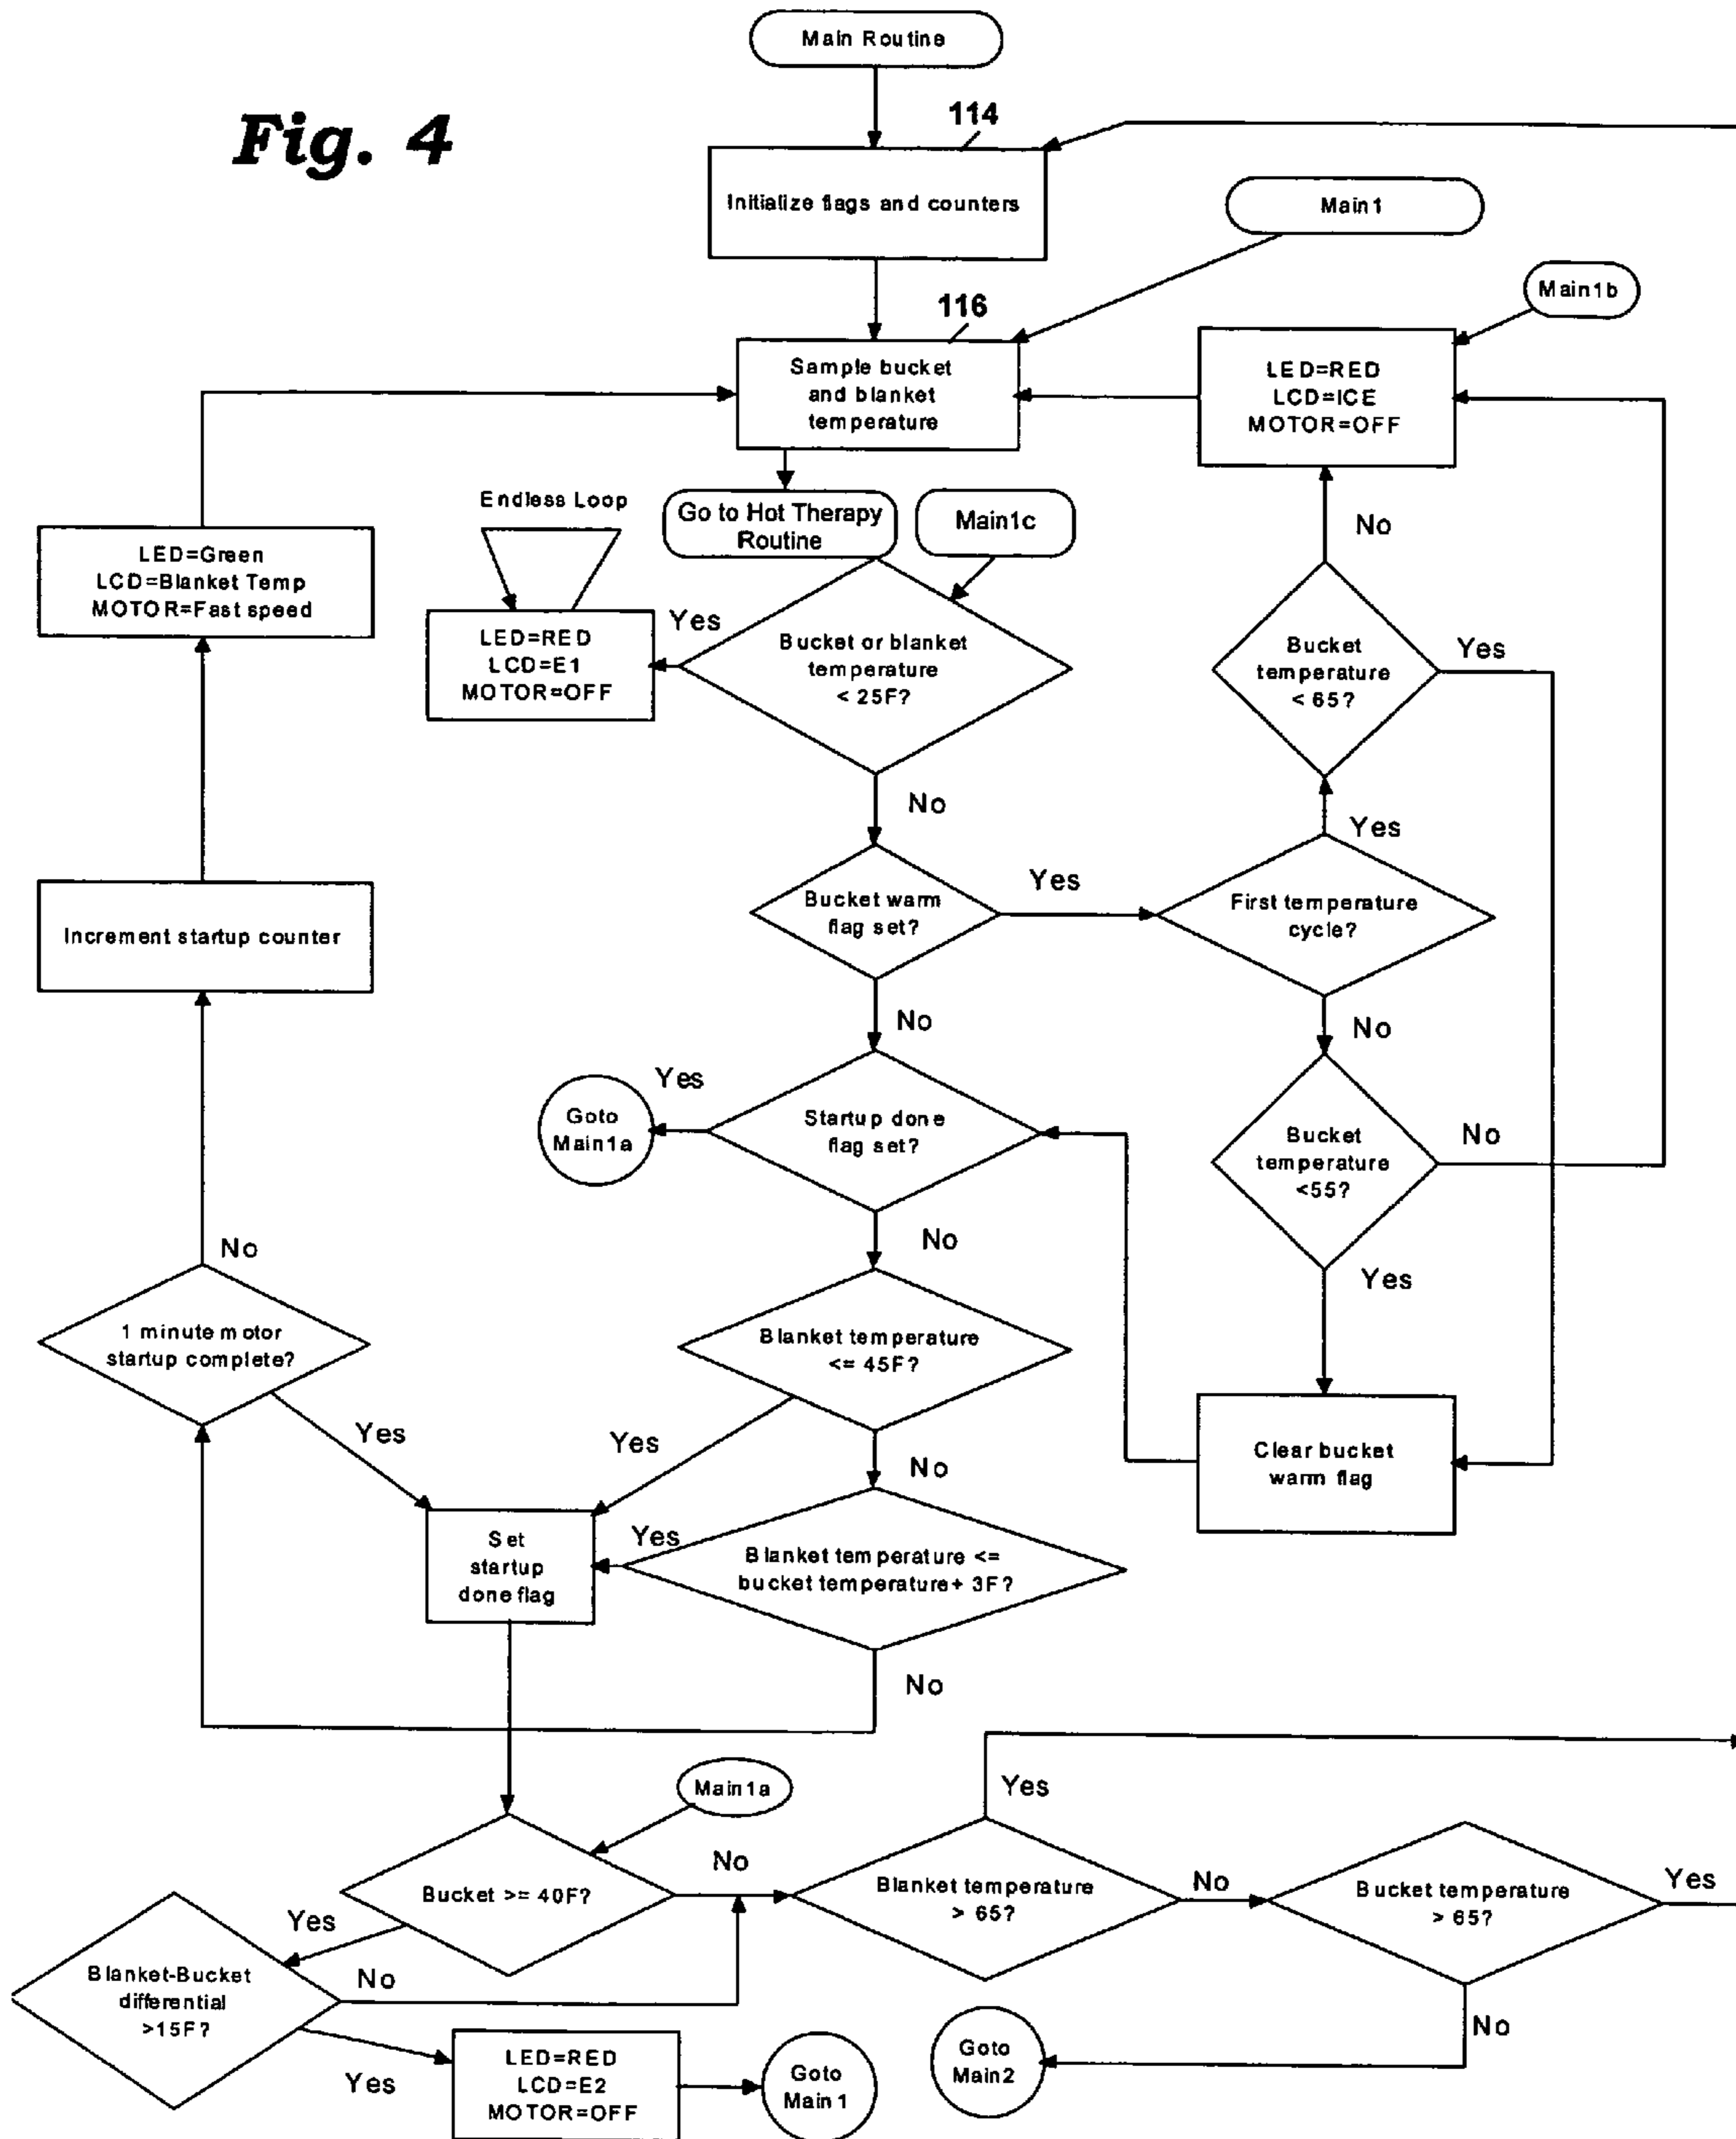 Main Routine
Fig. 4
114
Initialize flags and counters
Main1
116
Main1b
Sample bucket
and blanket
temperature
LED=RED
LCD=ICE
MOTOR=OFF
Endless Loop
Go to Hot Therapy
Routine
Main1c
No
LED=Green
LCD=Blanket Temp
MOTOR=Fast speed
LED=RED
LCD=E1
MOTOR=OFF
Yes
Bucket or blanket
temperature
< 25F?
Bucket
temperature
< 65?
Yes
No
Yes
Bucket warm
flag set?
Yes
First temperature
cycle?
Increment startup counter
No
No
Goto
Main1a
Yes
Startup done
flag set?
Bucket
temperature
<55?
No
No
No
Yes
1 minute motor
startup complete?
Blanket temperature
<= 45F?
Yes
Yes
No
Clear bucket
warm flag
Set
startup
done flag
Yes
Blanket temperature <=
bucket temperature+ 3F?
No
Main1a
Yes
Bucket >= 40F?
No
Blanket temperature
> 65?
No
Bucket temperature
> 65?
Yes
Yes
Blanket-Bucket
differential
>15F?
No
Yes
LED=RED
LCD=E2
MOTOR=OFF
Goto
Main 1
Goto
Main2
No